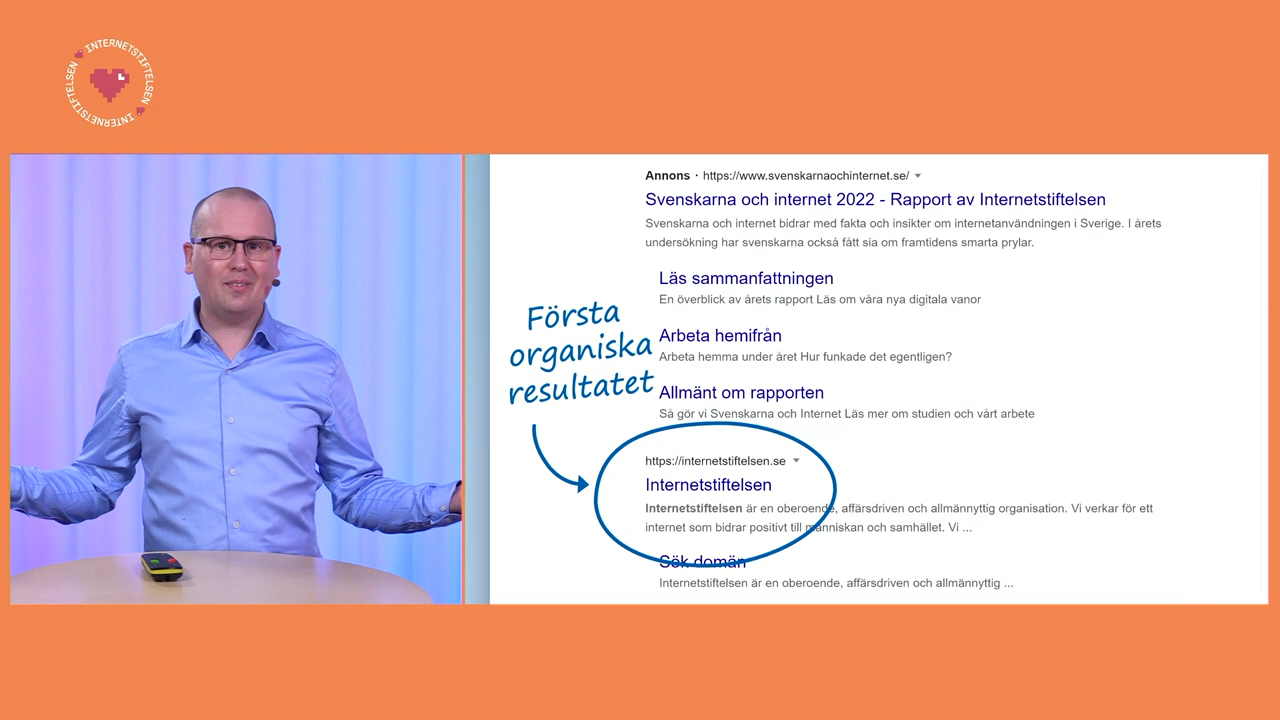 INTERNETSTIFTELSEN INTERNETSTIFTELSEN
Annons · https://www.svenskarnaochinternet.se/
Svenskarna och internet 2022 - Rapport av Internetstiftelsen
Svenskarna och internet bidrar med fakta och insikter om internetanvändningen i Sverige. I årets
undersökning har svenskarna också fått sia om framtidens smarta prylar.
Läs sammanfattningen
En överblick av årets rapport Läs om våra nya digitala vanor
Arbeta hemifrån
Arbeta hemma under året Hur funkade det egentligen?
Allmänt om rapporten
Så gör vi Svenskarna och Internet Läs mer om studien och vårt arbete
Första
organiska
resultatet
https://internetstiftelsen.se
Internetstiftelsen
Internetstiftelsen är en oberoende, affärsdriven och allmännyttig organisation. Vi verkar för ett
internet som bidrar positivt till människan och samhället. Vi ...
Sök domän
Internetstiftelsen är en oberoende, affärsdriven och allmännyttig ...